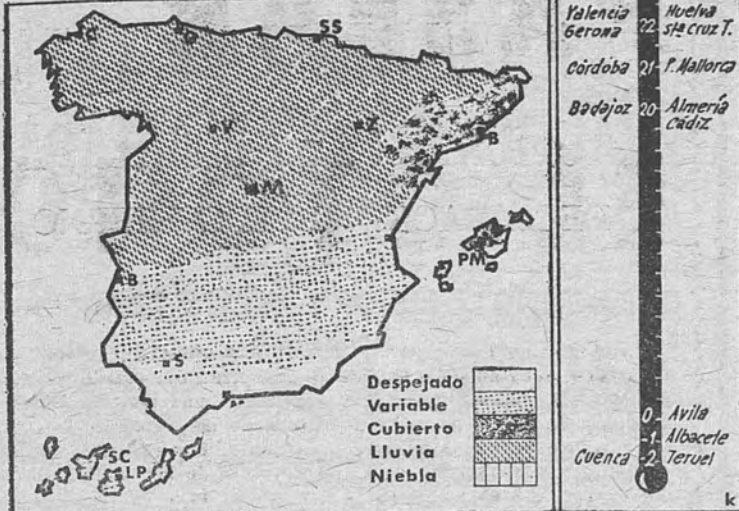 C
O
SS
V
Z
B
M
PM
AB
S
SC
LP
Despejado
Variable
Cubierto
Lluvia
Niebla
Valencia 22 Huelva
Gerona Sta Cruz T.
Córdoba 21 P. Mallorca
Badajoz 20 Almería
Cádiz
0 Avila
-1 Albacete
Cuenca -2 Teruel
k